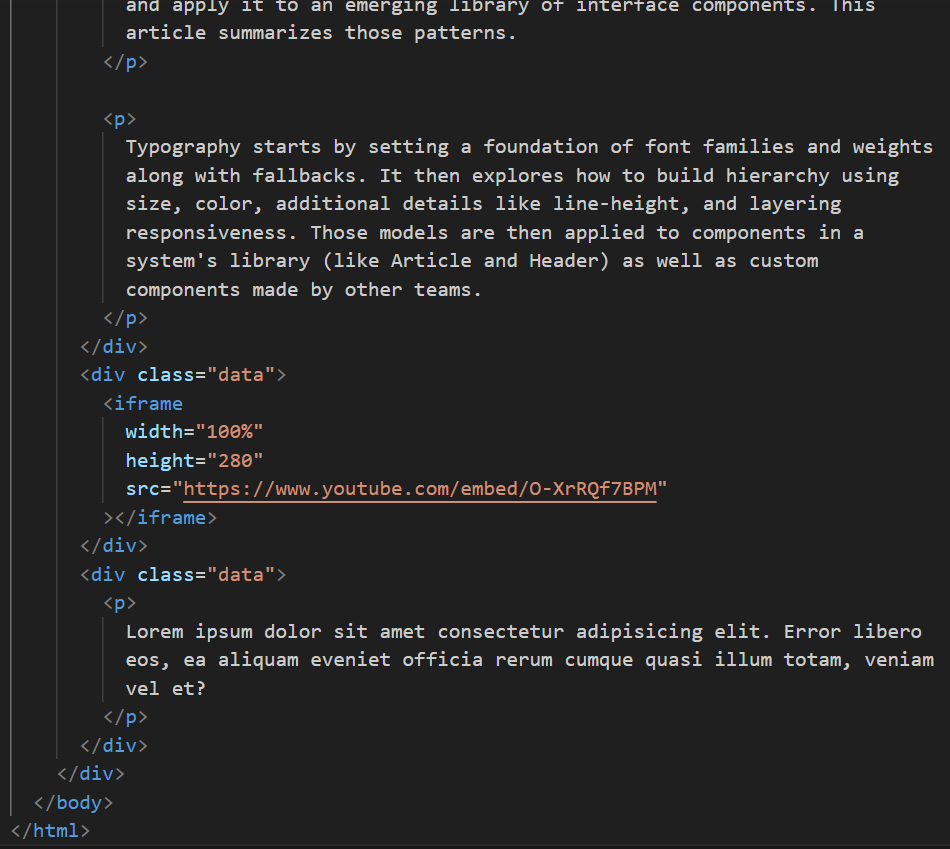 and apply it to an emerging library of interface components. This
article summarizes those patterns.
</p>
<p>
Typography starts by setting a foundation of font families and weights
along with fallbacks. It then explores how to build hierarchy using
size, color, additional details like line-height, and layering
responsiveness. Those models are then applied to components in a
system's library (like Article and Header) as well as custom
components made by other teams.
</p>
</div>
<div class="data">
<iframe
width="100%"
height="280"
src="https://www.youtube.com/embed/O-XrRQf7BPM"
></iframe>
</div>
<div class="data">
<p>
Lorem ipsum dolor sit amet consectetur adipisicing elit. Error libero
eos, ea aliquam eveniet officia rerum cumque quasi illum totam, veniam
vel et?
</p>
</div>
</div>
</body>
</html>